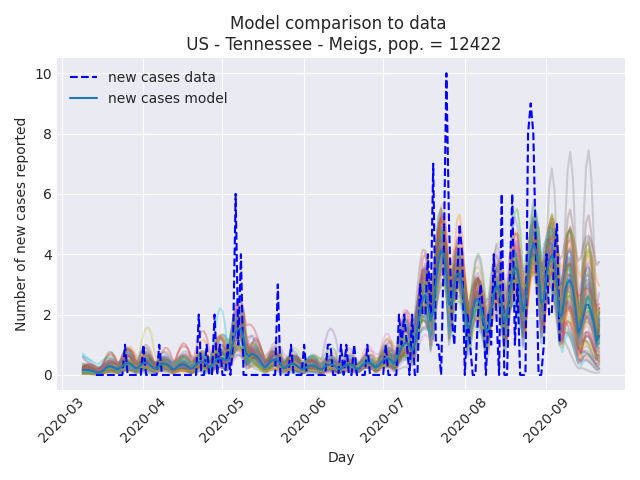 Model comparison to data
US - Tennessee - Meigs, pop. = 12422
new cases data
new cases model
Number of new cases reported
10
8
6
4
2
0
2020-03
2020-04
2020-05
2020-06
2020-07
2020-08
2020-09
Day